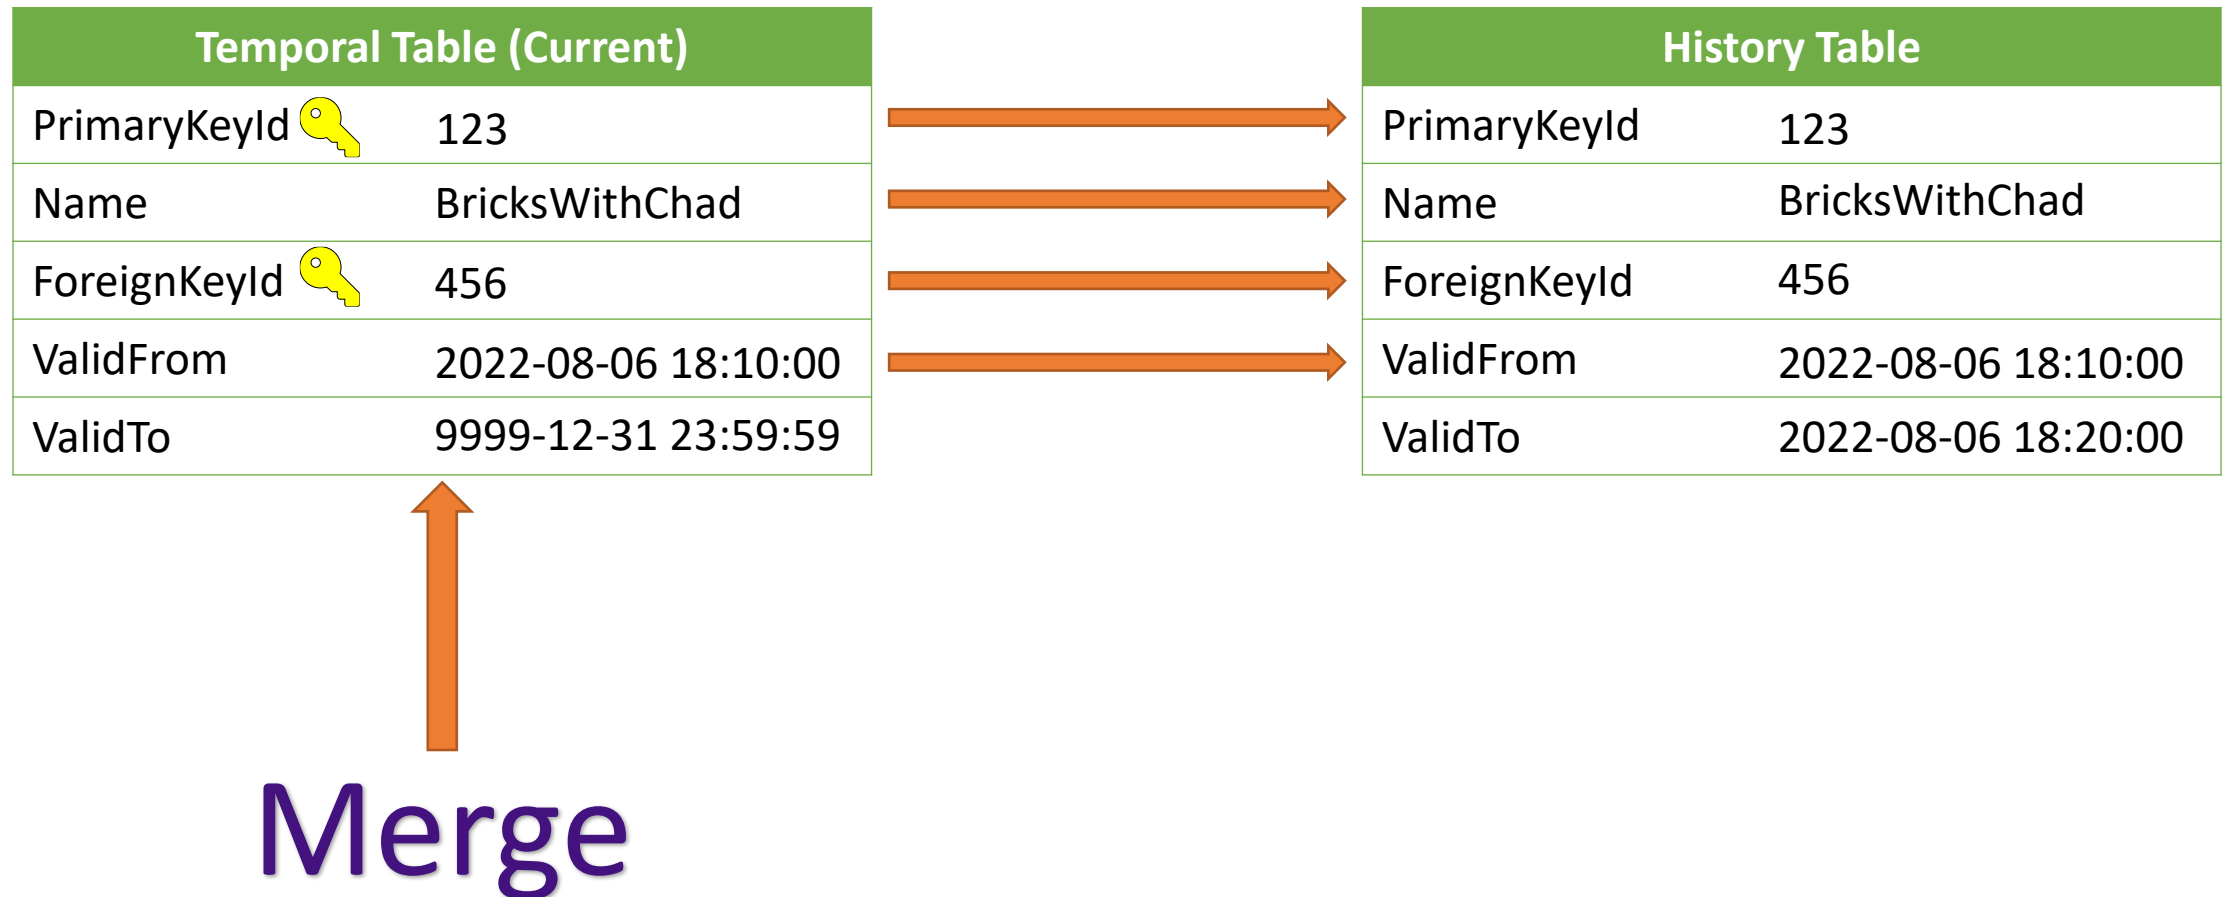 Temporal Table (Current)
PrimaryKeyId 123
Name BricksWithChad
ForeignKeyId 456
ValidFrom 2022-08-06 18:10:00
ValidTo 9999-12-31 23:59:59
History Table
PrimaryKeyId 123
Name BricksWithChad
ForeignKeyId 456
ValidFrom 2022-08-06 18:10:00
ValidTo 2022-08-06 18:20:00
Merge